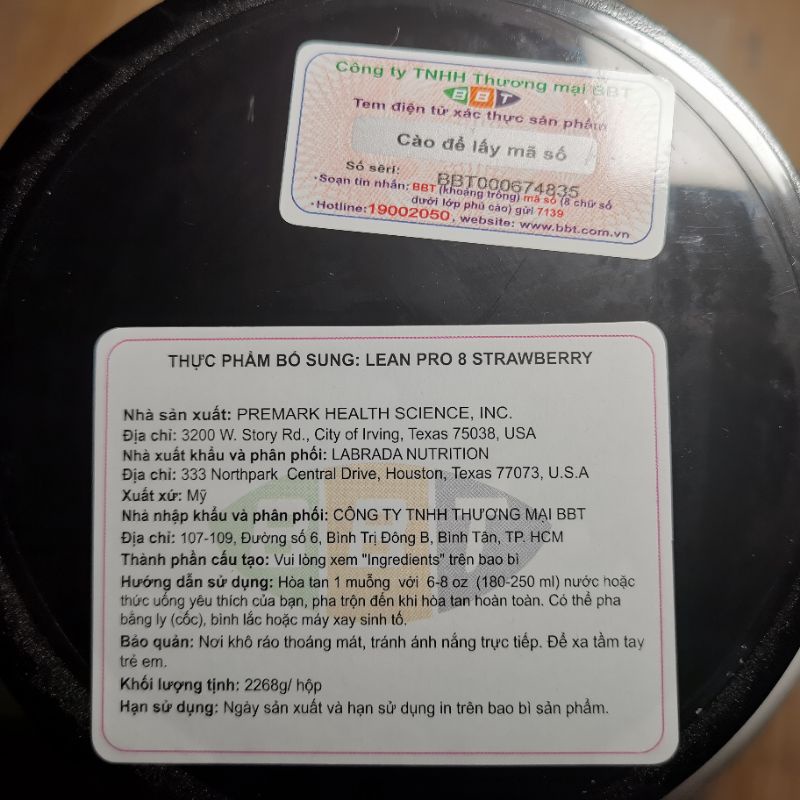 Công ty TNHH Thương mại BBT
BBT
Tem điện tử xác thực sản phẩm
Cào để lấy mã số
Số sêri: BBT000674835
•Soạn tin nhắn: BBT (khoảng trống) mã số (8 chữ số
dưới lớp phủ cào) gửi 7139
•Hotline:19002050, website: www.bbt.com.vn
THỰC PHẨM BỔ SUNG: LEAN PRO 8 STRAWBERRY
Nhà sản xuất: PREMARK HEALTH SCIENCE, INC.
Địa chỉ: 3200 W. Story Rd., City of Irving, Texas 75038, USA
Nhà xuất khẩu và phân phối: LABRADA NUTRITION
Địa chỉ: 333 Northpark Central Drive, Houston, Texas 77073, U.S.A
Xuất xứ: Mỹ
Nhà nhập khẩu và phân phối: CÔNG TY TNHH THƯƠNG MẠI BBT
Địa chỉ: 107-109, Đường số 6, Bình Trị Đông B, Bình Tân, TP. HCM
Thành phần cấu tạo: Vui lòng xem "Ingredients" trên bao bì
Hướng dẫn sử dụng: Hòa tan 1 muỗng với 6-8 oz (180-250 ml) nước hoặc
thức uống yêu thích của bạn, pha trộn đến khi hòa tan hoàn toàn. Có thể pha
bằng ly (cốc), bình lắc hoặc máy xay sinh tố.
Bảo quản: Nơi khô ráo thoáng mát, tránh ánh nắng trực tiếp. Để xa tầm tay
trẻ em.
Khối lượng tịnh: 2268g/ hộp
Hạn sử dụng: Ngày sản xuất và hạn sử dụng in trên bao bì sản phẩm.
BBT